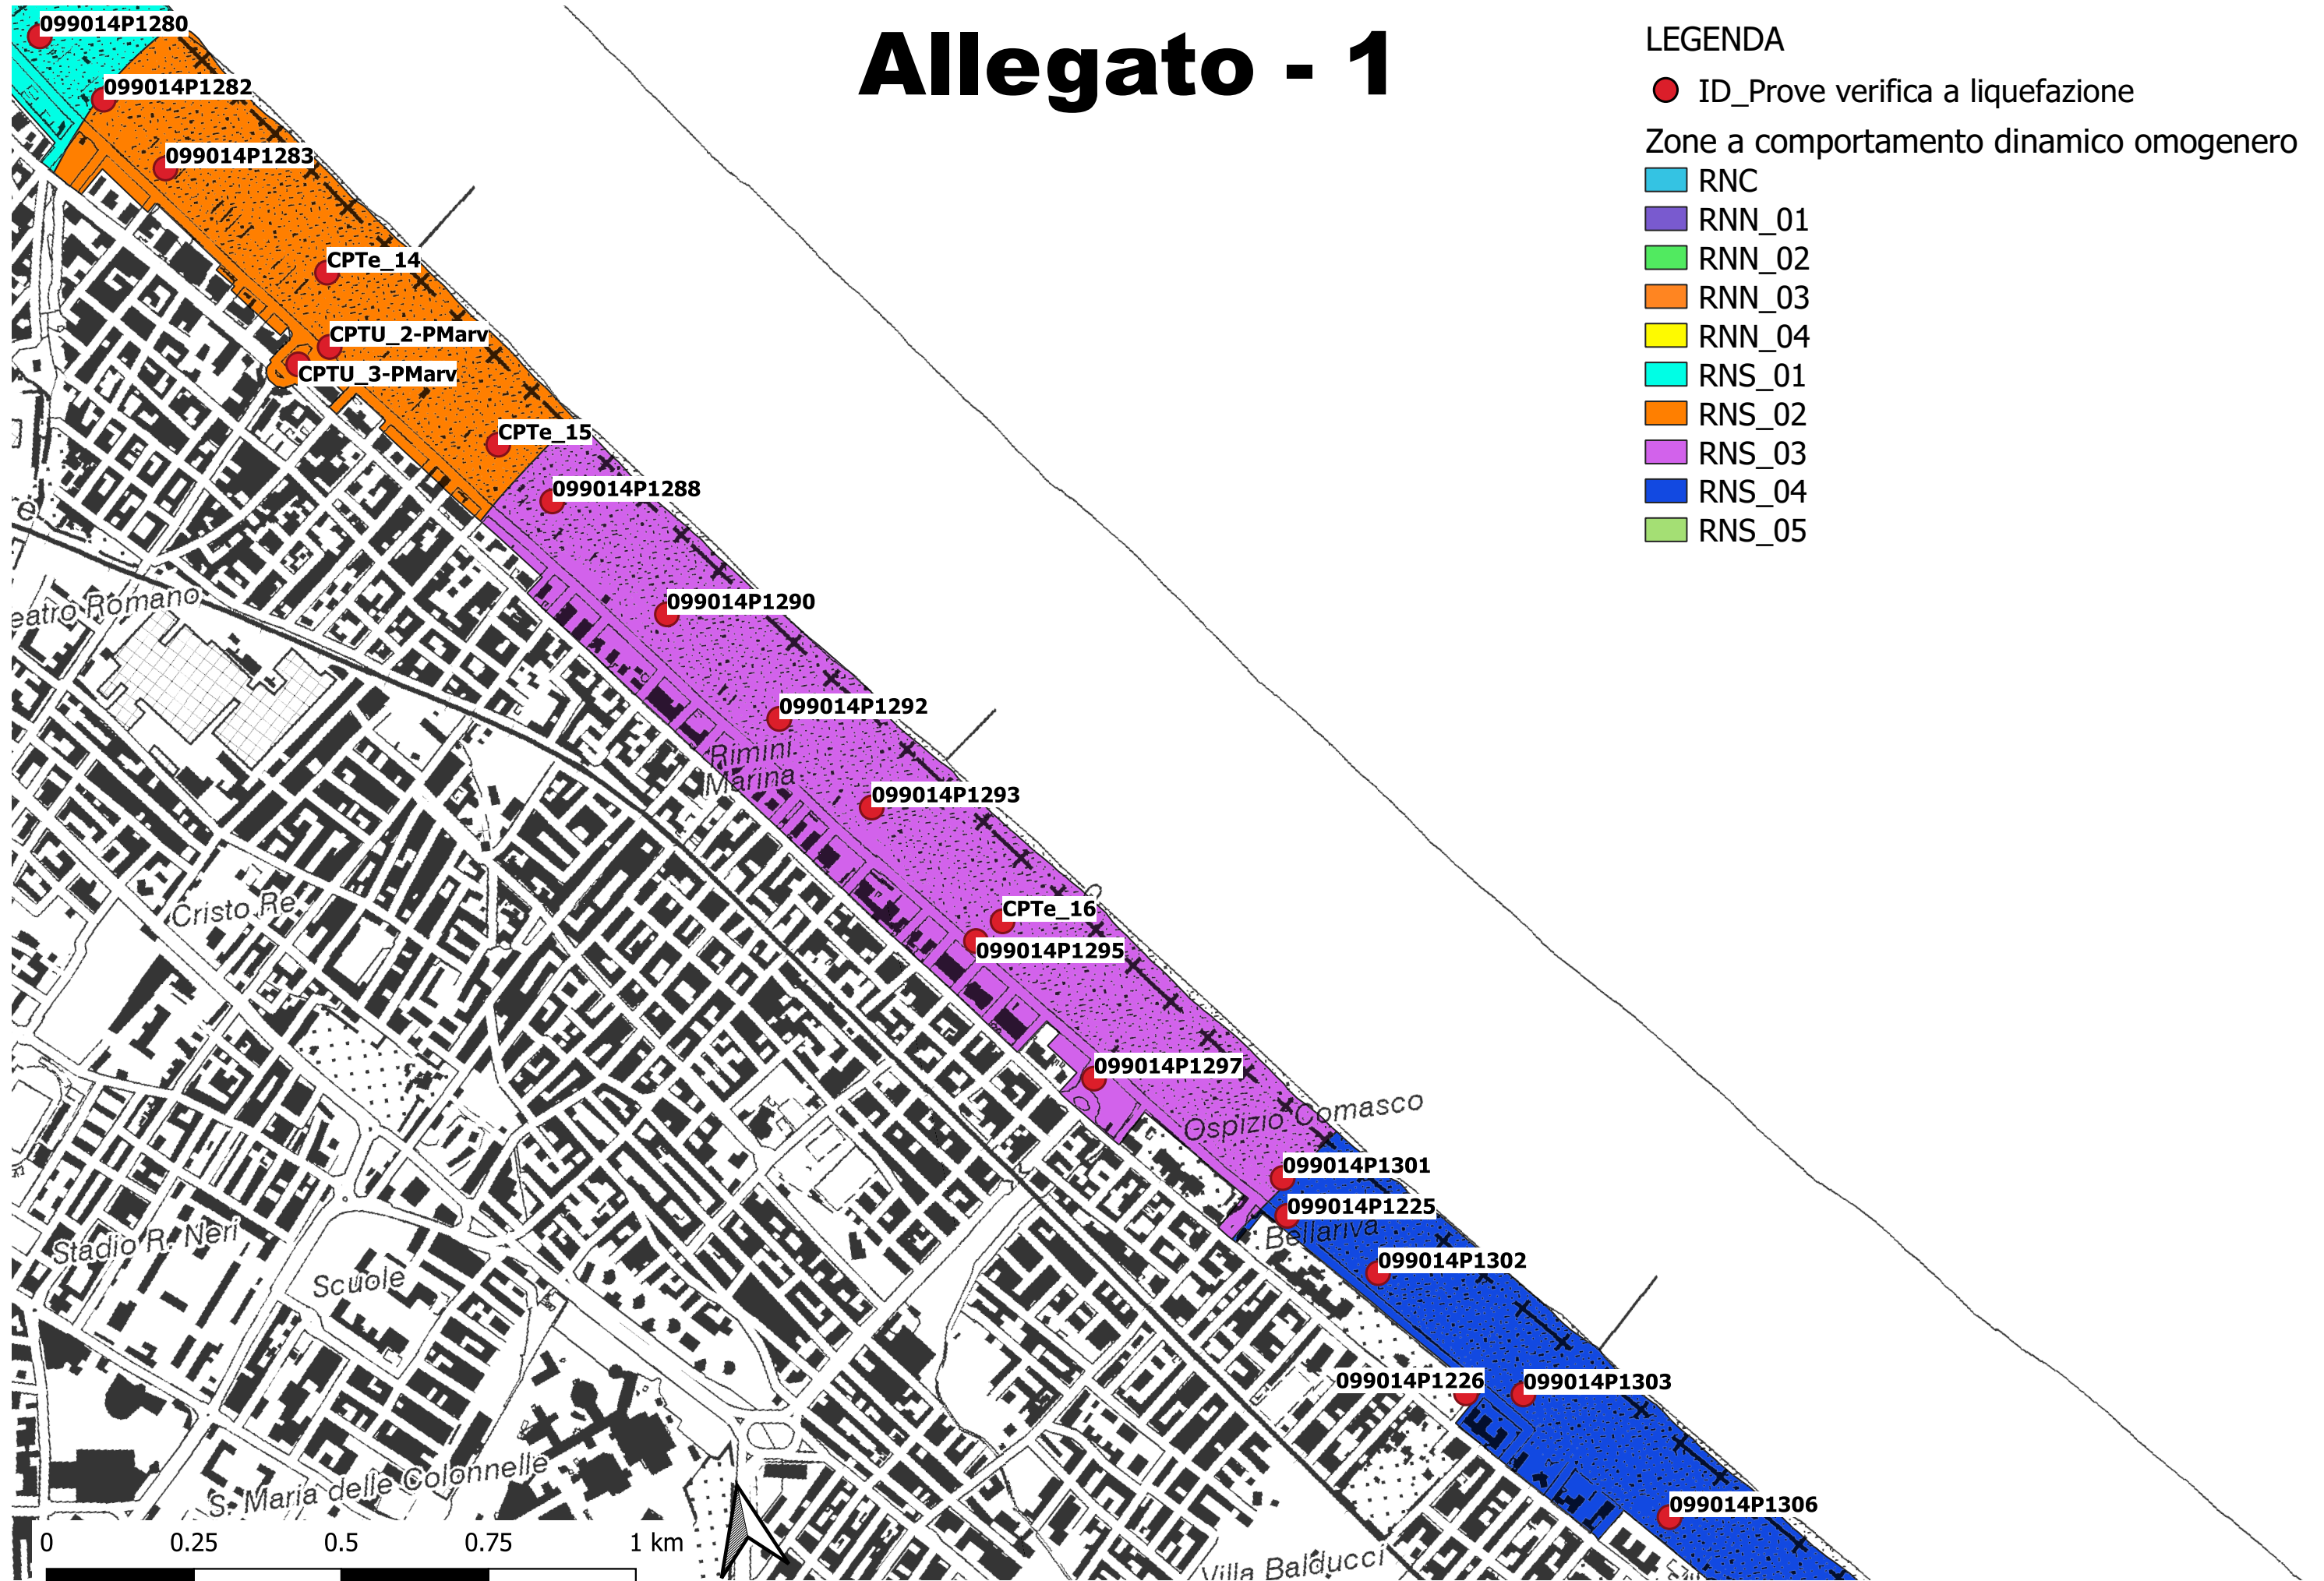 Allegato - 1
LEGENDA
ID_Prove verifica a liquefazione
Zone a comportamento dinamico omogenero
RNC
RNN_01
RNN_02
RNN_03
RNN_04
RNS_01
RNS_02
RNS_03
RNS_04
RNS_05
099014P1280
099014P1282
099014P1283
CPTe_14
CPTU_2-PMarv
CPTU_3-PMarv
CPTe_15
099014P1288
eatro Romano
099014P1290
099014P1292
Rimini
Marina
099014P1293
Cristo Re
CPTe_16
099014P1295
099014P1297
Ospizio Comasco
099014P1301
099014P1225
Bellariva
Stadio R. Neri
Scuole
099014P1302
099014P1226
099014P1303
S. Maria delle Colonnelle
099014P1306
Villa Balducci
0 0.25 0.5 0.75 1 km